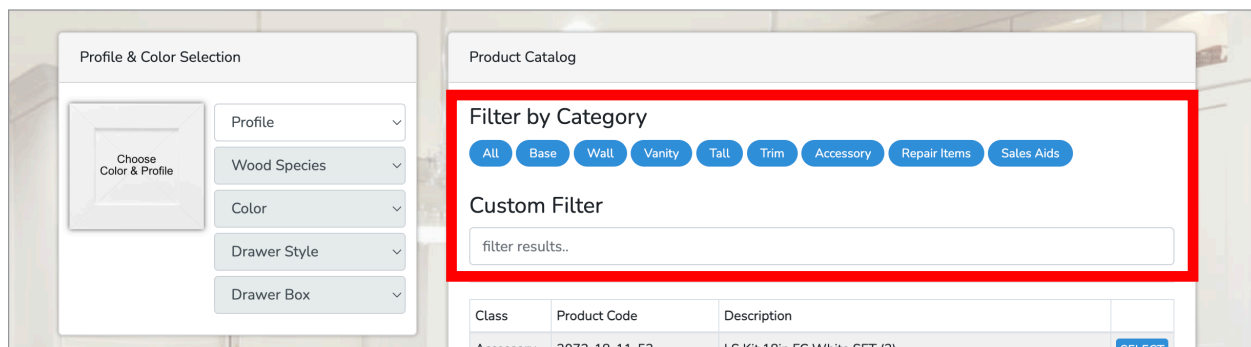 Profile & Color Selection
Choose
Color & Profile
Profile
Wood Species
Color
Drawer Style
Drawer Box
Product Catalog
Filter by Category
All Base Wall Vanity Tall Trim Accessory Repair Items Sales Aids
Custom Filter
filter results..
Class Product Code Description